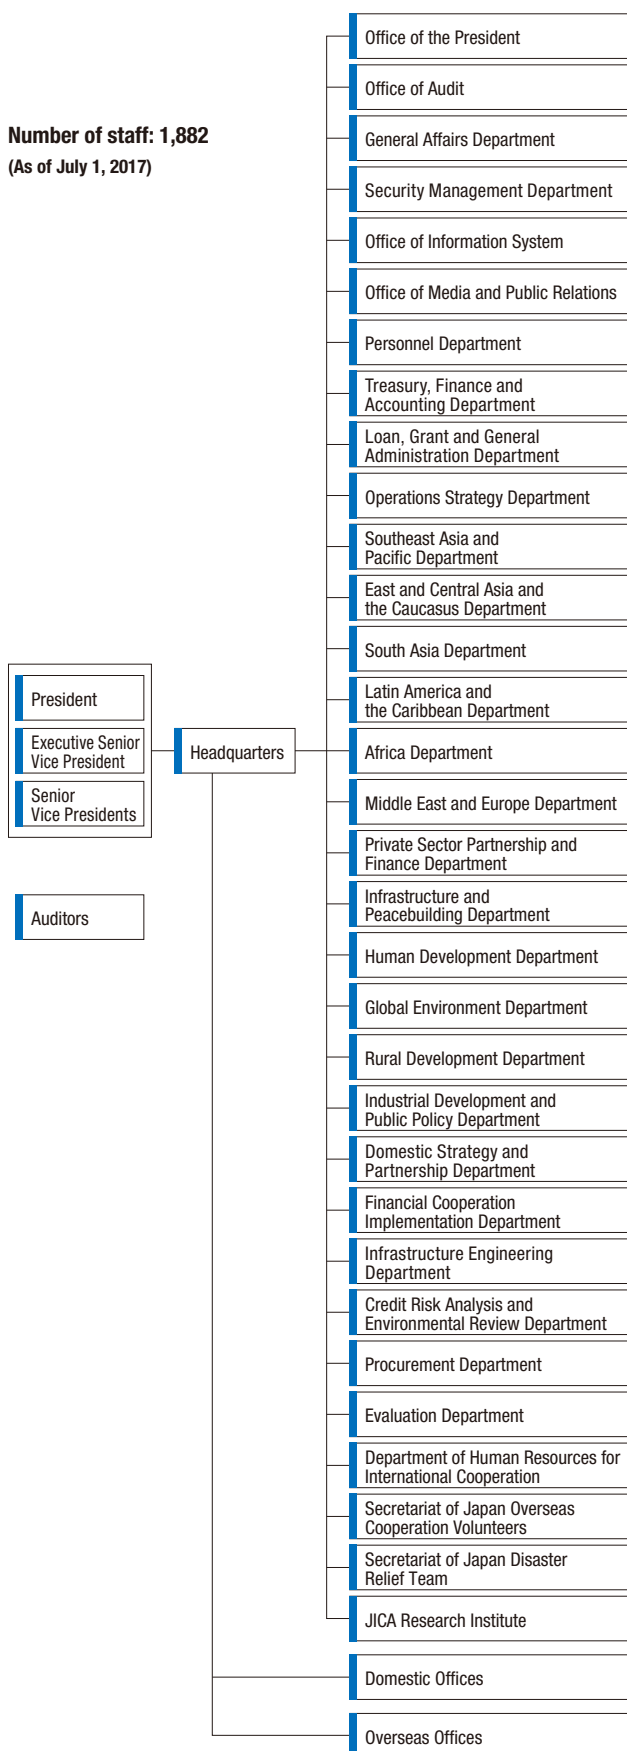 Number of staff: 1,882
(As of July 1, 2017)
President
Executive Senior
Vice President
Senior
Vice Presidents
Auditors
Headquarters
Office of the President
Office of Audit
General Affairs Department
Security Management Department
Office of Information System
Office of Media and Public Relations
Personnel Department
Treasury, Finance and
Accounting Department
Loan, Grant and General
Administration Department
Operations Strategy Department
Southeast Asia and
Pacific Department
East and Central Asia and
the Caucasus Department
South Asia Department
Latin America and
the Caribbean Department
Africa Department
Middle East and Europe Department
Private Sector Partnership and
Finance Department
Infrastructure and
Peacebuilding Department
Human Development Department
Global Environment Department
Rural Development Department
Industrial Development and
Public Policy Department
Domestic Strategy and
Partnership Department
Financial Cooperation
Implementation Department
Infrastructure Engineering
Department
Credit Risk Analysis and
Environmental Review Department
Procurement Department
Evaluation Department
Department of Human Resources for
International Cooperation
Secretariat of Japan Overseas
Cooperation Volunteers
Secretariat of Japan Disaster
Relief Team
JICA Research Institute
Domestic Offices
Overseas Offices